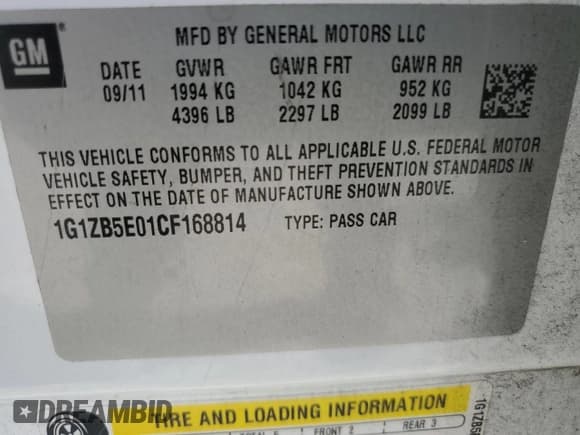 GM
MFD BY GENERAL MOTORS LLC
DATE GVWR GAWR FRT GAWR RR
09/11 1994 KG 1042 KG 952 KG
4396 LB 2297 LB 2099 LB
THIS VEHICLE CONFORMS TO ALL APPLICABLE U.S. FEDERAL MOTOR
VEHICLE SAFETY, BUMPER, AND THEFT PREVENTION STANDARDS IN
EFFECT ON THE DATE OF MANUFACTURE SHOWN ABOVE.
1G1ZB5E01CF168814 TYPE: PASS CAR
TIRE AND LOADING INFORMATION
FRONT 2 REAR 3
DREAMBID